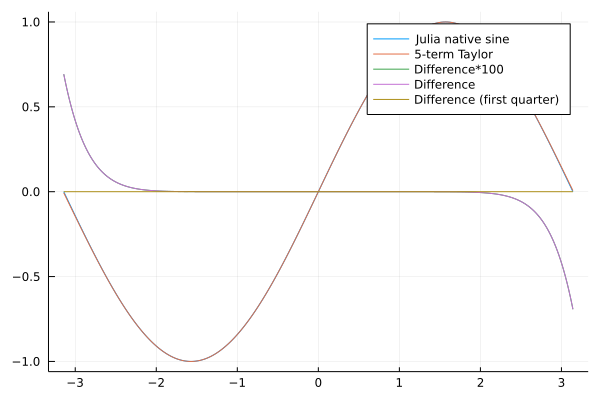 1.0
0.5
0.0
−0.5
−1.0
−3
−2
−1
0
1
2
3
Julia native sine
5-term Taylor
Difference*100
Difference
Difference (first quarter)